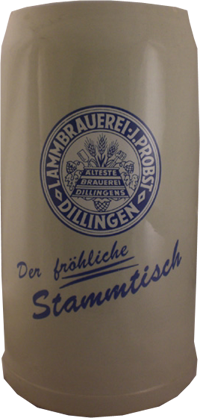 LAMMBRAUEREI · J. PROBST
ÄLTESTE
BRAUEREI
DILLINGENS
DILLINGEN
Der fröhliche
Stammtisch